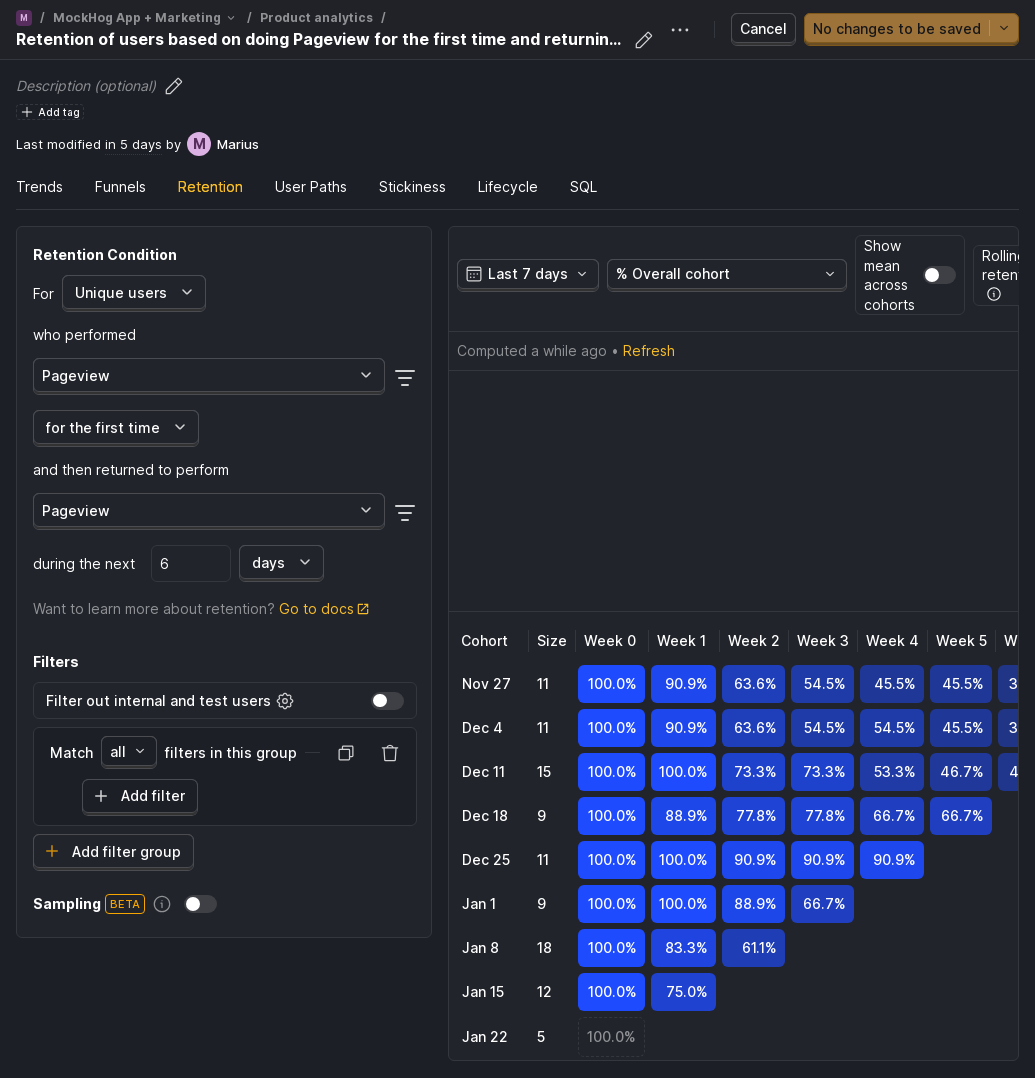 M / MockHog App + Marketing / Product analytics /
Retention of users based on doing Pageview for the first time and returnin...
Cancel
No changes to be saved
Description (optional)
Add tag
Last modified in 5 days by M Marius
Trends Funnels Retention User Paths Stickiness Lifecycle SQL
Retention Condition
For Unique users
who performed
Pageview
for the first time
and then returned to perform
Pageview
during the next 6 days
Want to learn more about retention? Go to docs
Filters
Filter out internal and test users
Match all filters in this group
Add filter
Add filter group
Sampling BETA
Last 7 days
% Overall cohort
Show
mean
across
cohorts
Rolling
reten
Computed a while ago • Refresh
Cohort Size Week 0 Week 1 Week 2 Week 3 Week 4 Week 5 W
Nov 27 11 100.0% 90.9% 63.6% 54.5% 45.5% 45.5% 3
Dec 4 11 100.0% 90.9% 63.6% 54.5% 54.5% 45.5% 3
Dec 11 15 100.0% 100.0% 73.3% 73.3% 53.3% 46.7% 4
Dec 18 9 100.0% 88.9% 77.8% 77.8% 66.7% 66.7%
Dec 25 11 100.0% 100.0% 90.9% 90.9% 90.9%
Jan 1 9 100.0% 100.0% 88.9% 66.7%
Jan 8 18 100.0% 83.3% 61.1%
Jan 15 12 100.0% 75.0%
Jan 22 5 100.0%